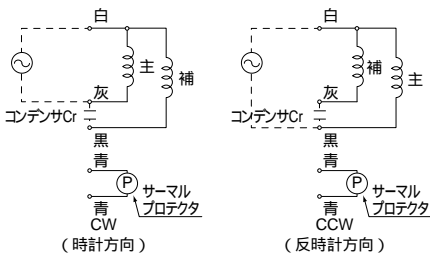 白
主
補
灰
コンデンサCr
黒
青
P
サーマル
プロテクタ
青
CW
(時計方向)
白
補
主
灰
コンデンサCr
黒
青
P
サーマル
プロテクタ
青
CCW
(反時計方向)